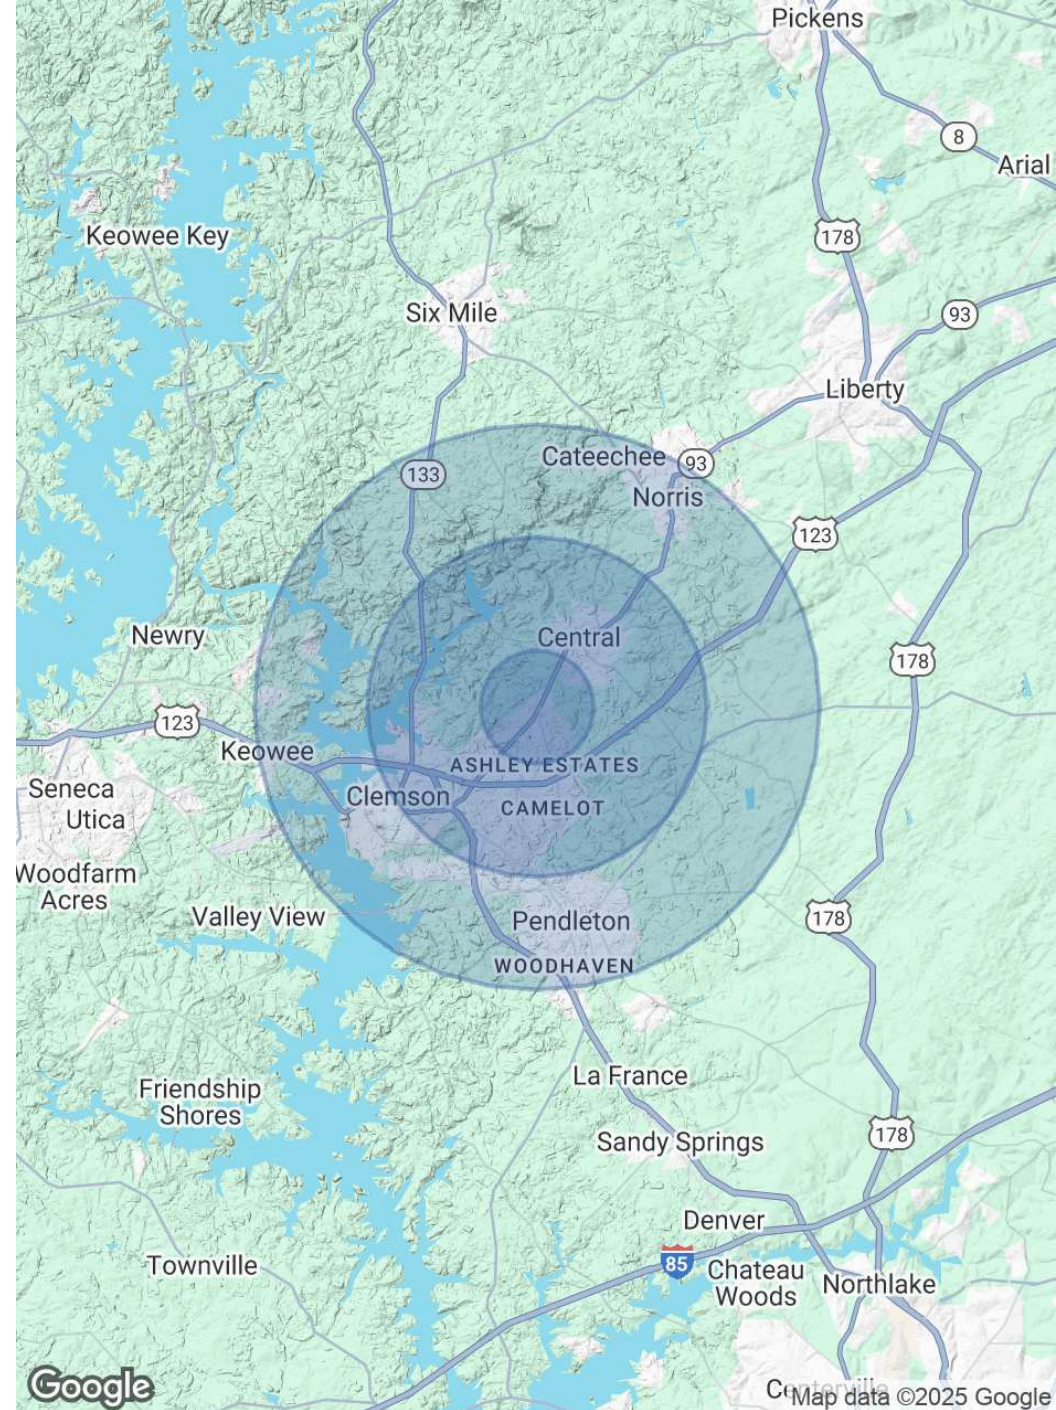 Pickens
8
Arial
Keowee Key
178
Six Mile
93
Liberty
Cateechee
93
133
Norris
123
Newry
Central
178
123
Keowee
ASHLEY ESTATES
Seneca
Clemson
CAMELOT
Utica
Woodfarm
Acres
Valley View
Pendleton
178
WOODHAVEN
La France
Friendship
Shores
178
Sandy Springs
Denver
Townville
85
Chateau
Woods
Northlake
Google
Centerville
Map data ©2025 Google